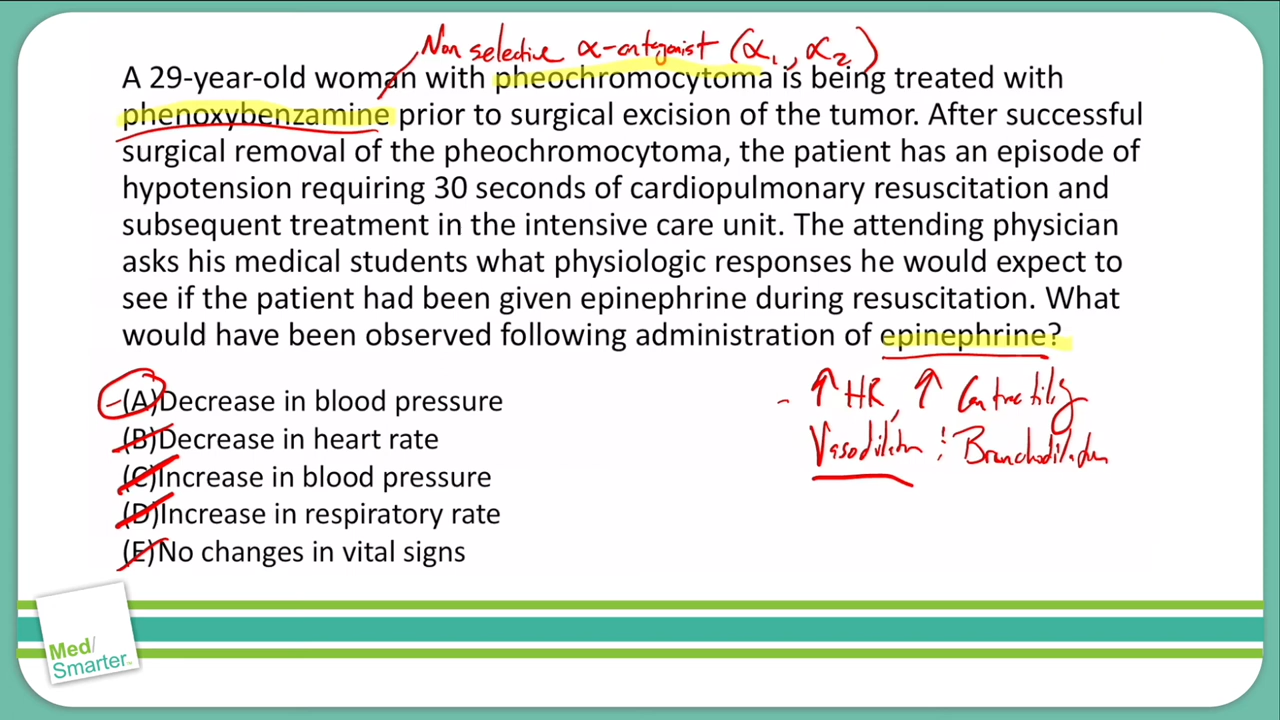 Non selective α-antagonist (α1, α2)
A 29-year-old woman with pheochromocytoma is being treated with
phenoxybenzamine prior to surgical excision of the tumor. After successful
surgical removal of the pheochromocytoma, the patient has an episode of
hypotension requiring 30 seconds of cardiopulmonary resuscitation and
subsequent treatment in the intensive care unit. The attending physician
asks his medical students what physiologic responses he would expect to
see if the patient had been given epinephrine during resuscitation. What
would have been observed following administration of epinephrine?
(A)Decrease in blood pressure
(B)Decrease in heart rate
(C)Increase in blood pressure
(D)Increase in respiratory rate
(E)No changes in vital signs
- ↑ HR, ↑ Contractility
Vasodilation ; Bronchodilation
Med/
Smarter™